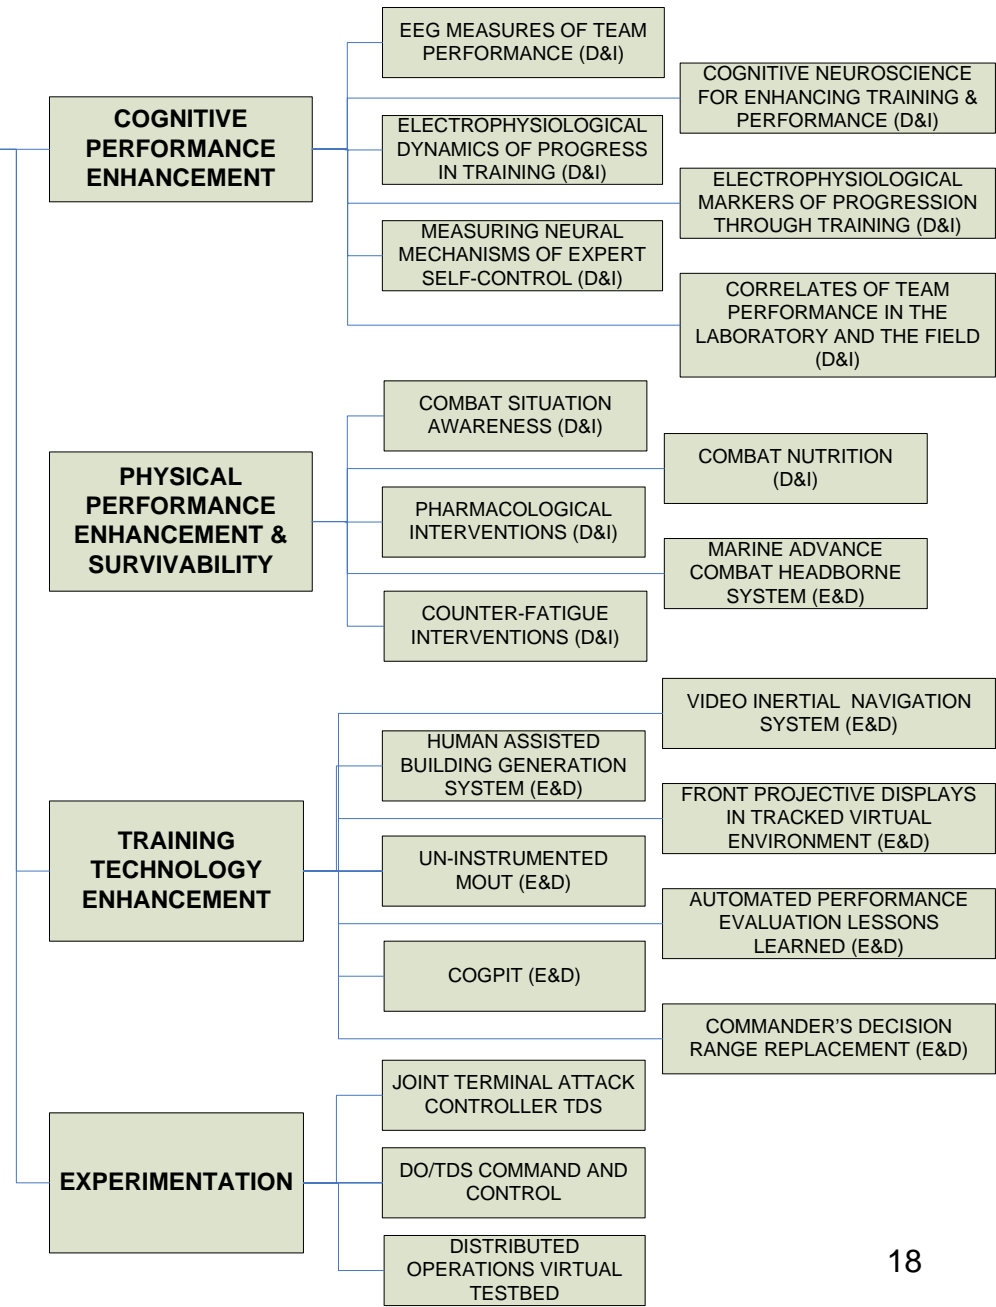 COGNITIVE
PERFORMANCE
ENHANCEMENT
EEG MEASURES OF TEAM
PERFORMANCE (D&I)
COGNITIVE NEUROSCIENCE
FOR ENHANCING TRAINING &
PERFORMANCE (D&I)
ELECTROPHYSIOLOGICAL
DYNAMICS OF PROGRESS
IN TRAINING (D&I)
ELECTROPHYSIOLOGICAL
MARKERS OF PROGRESSION
THROUGH TRAINING (D&I)
MEASURING NEURAL
MECHANISMS OF EXPERT
SELF-CONTROL (D&I)
CORRELATES OF TEAM
PERFORMANCE IN THE
LABORATORY AND THE FIELD
(D&I)
PHYSICAL
PERFORMANCE
ENHANCEMENT &
SURVIVABILITY
COMBAT SITUATION
AWARENESS (D&I)
COMBAT NUTRITION
(D&I)
PHARMACOLOGICAL
INTERVENTIONS (D&I)
MARINE ADVANCE
COMBAT HEADBORNE
SYSTEM (E&D)
COUNTER-FATIGUE
INTERVENTIONS (D&I)
TRAINING
TECHNOLOGY
ENHANCEMENT
VIDEO INERTIAL NAVIGATION
SYSTEM (E&D)
HUMAN ASSISTED
BUILDING GENERATION
SYSTEM (E&D)
FRONT PROJECTIVE DISPLAYS
IN TRACKED VIRTUAL
ENVIRONMENT (E&D)
UN-INSTRUMENTED
MOUT (E&D)
AUTOMATED PERFORMANCE
EVALUATION LESSONS
LEARNED (E&D)
COGPIT (E&D)
COMMANDER'S DECISION
RANGE REPLACEMENT (E&D)
EXPERIMENTATION
JOINT TERMINAL ATTACK
CONTROLLER TDS
DO/TDS COMMAND AND
CONTROL
DISTRIBUTED
OPERATIONS VIRTUAL
TESTBED
18